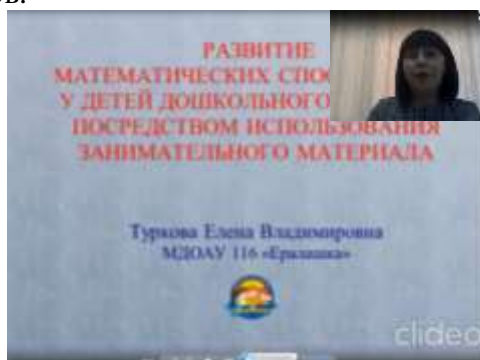 РАЗВИТИЕ
МАТЕМАТИЧЕСКИХ
У ДЕТЕЙ ДОШКОЛЬНОГО
ПОСРЕДСТВОМ ИСПОЛЬЗОВАНИЯ
ЗАНИМАТЕЛЬНОГО МАТЕРИАЛА
Туркова Елена Владимировна
МДОАУ 116 «Ералашка»
clideo